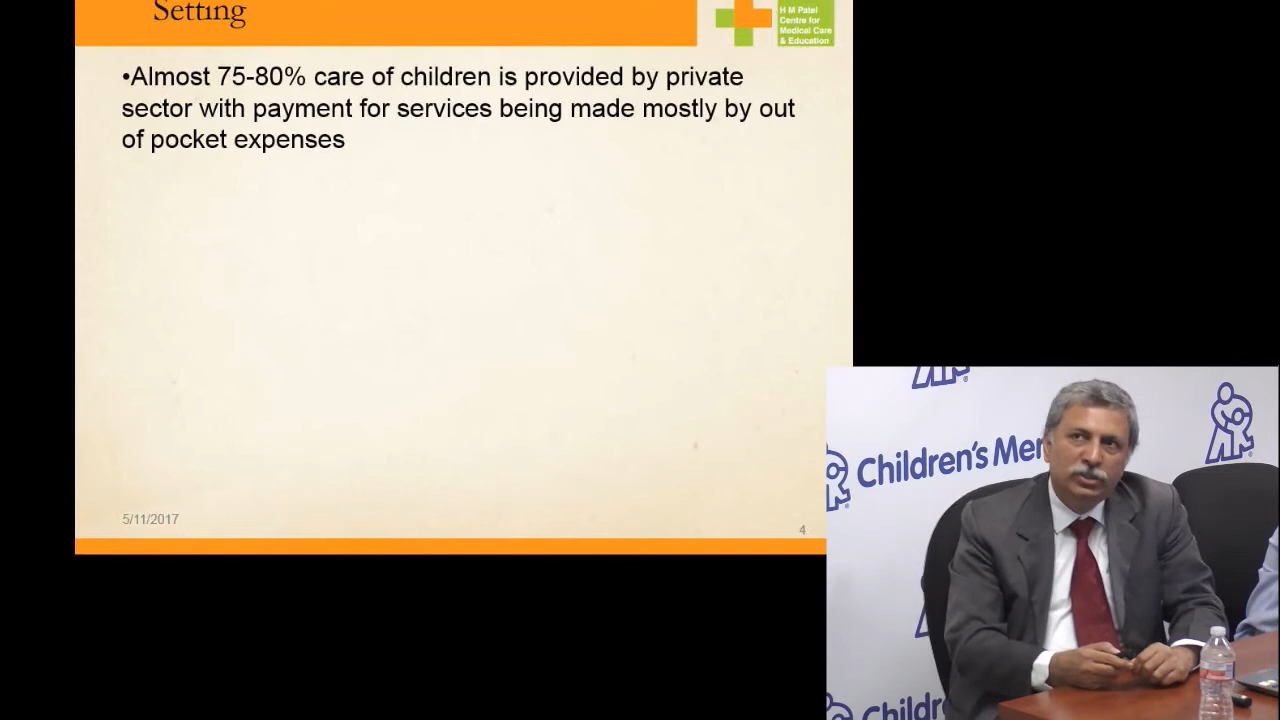 Setting
H M Patel
Centre for
Medical Care
& Education
•Almost 75-80% care of children is provided by private
sector with payment for services being made mostly by out
of pocket expenses
5/11/2017
4
Children's Mer
Children